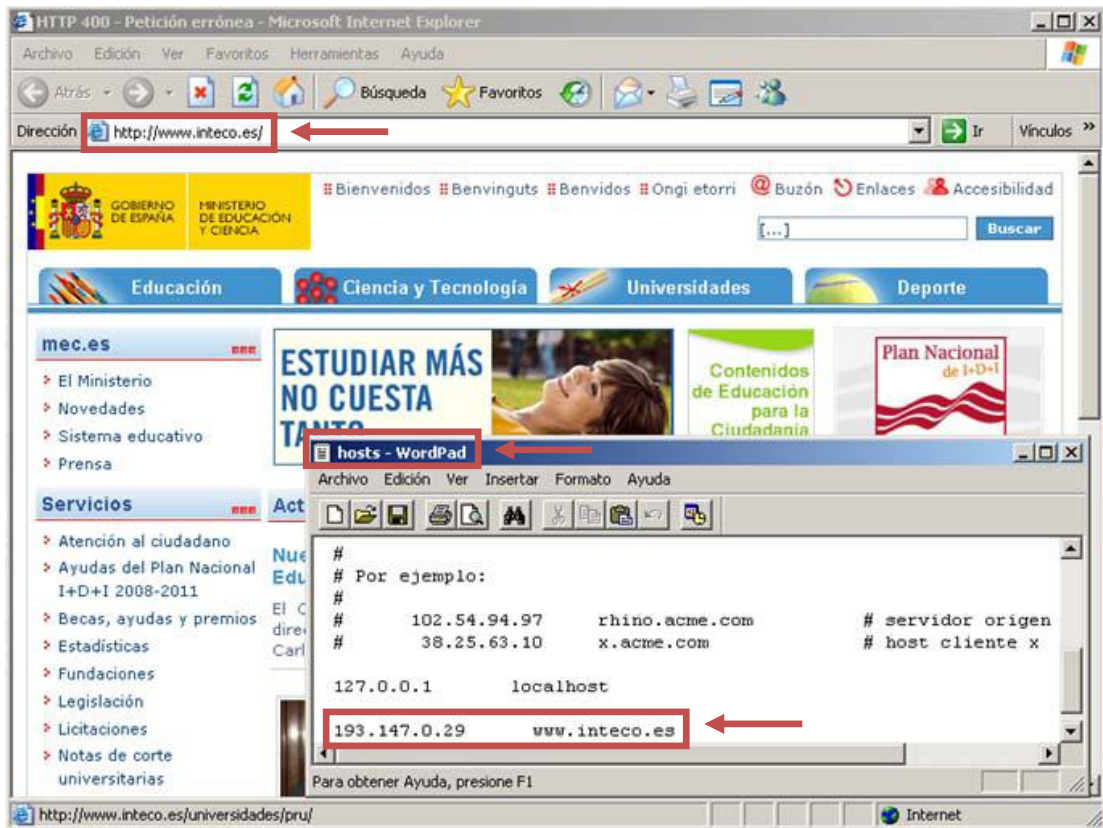 HTTP 400 - Petición errónea - Microsoft Internet Explorer
Archivo Edición Ver Favoritos Herramientas Ayuda
Atrás Búsqueda Favoritos
Dirección http://www.inteco.es/ Ir Vínculos »
Bienvenidos Benvinguts Benvidos Ongi etorri @ Buzón Enlaces Accesibilidad
GOBIERNO DE ESPAÑA
MINISTERIO DE EDUCACIÓN Y CIENCIA
[...] Buscar
Educación Ciencia y Tecnología Universidades Deporte
mec.es
El Ministerio
Novedades
Sistema educativo
Prensa
ESTUDIAR MÁS
NO CUESTA
TANTO
Contenidos
de Educación
para la
Ciudadanía
Plan Nacional
de I+D+I
Servicios
Atención al ciudadano
Ayudas del Plan Nacional
I+D+I 2008-2011
Becas, ayudas y premios
Estadísticas
Fundaciones
Legislación
Licitaciones
Notas de corte
universitarias
Act
Nue
Edu
El C
dire
Carl
hosts - WordPad
Archivo Edición Ver Insertar Formato Ayuda
#
# Por ejemplo:
#
# 102.54.94.97 rhino.acme.com # servidor origen
# 38.25.63.10 x.acme.com # host cliente x
127.0.0.1 localhost
193.147.0.29 www.inteco.es
Para obtener Ayuda, presione F1
http://www.inteco.es/universidades/pru/ Internet